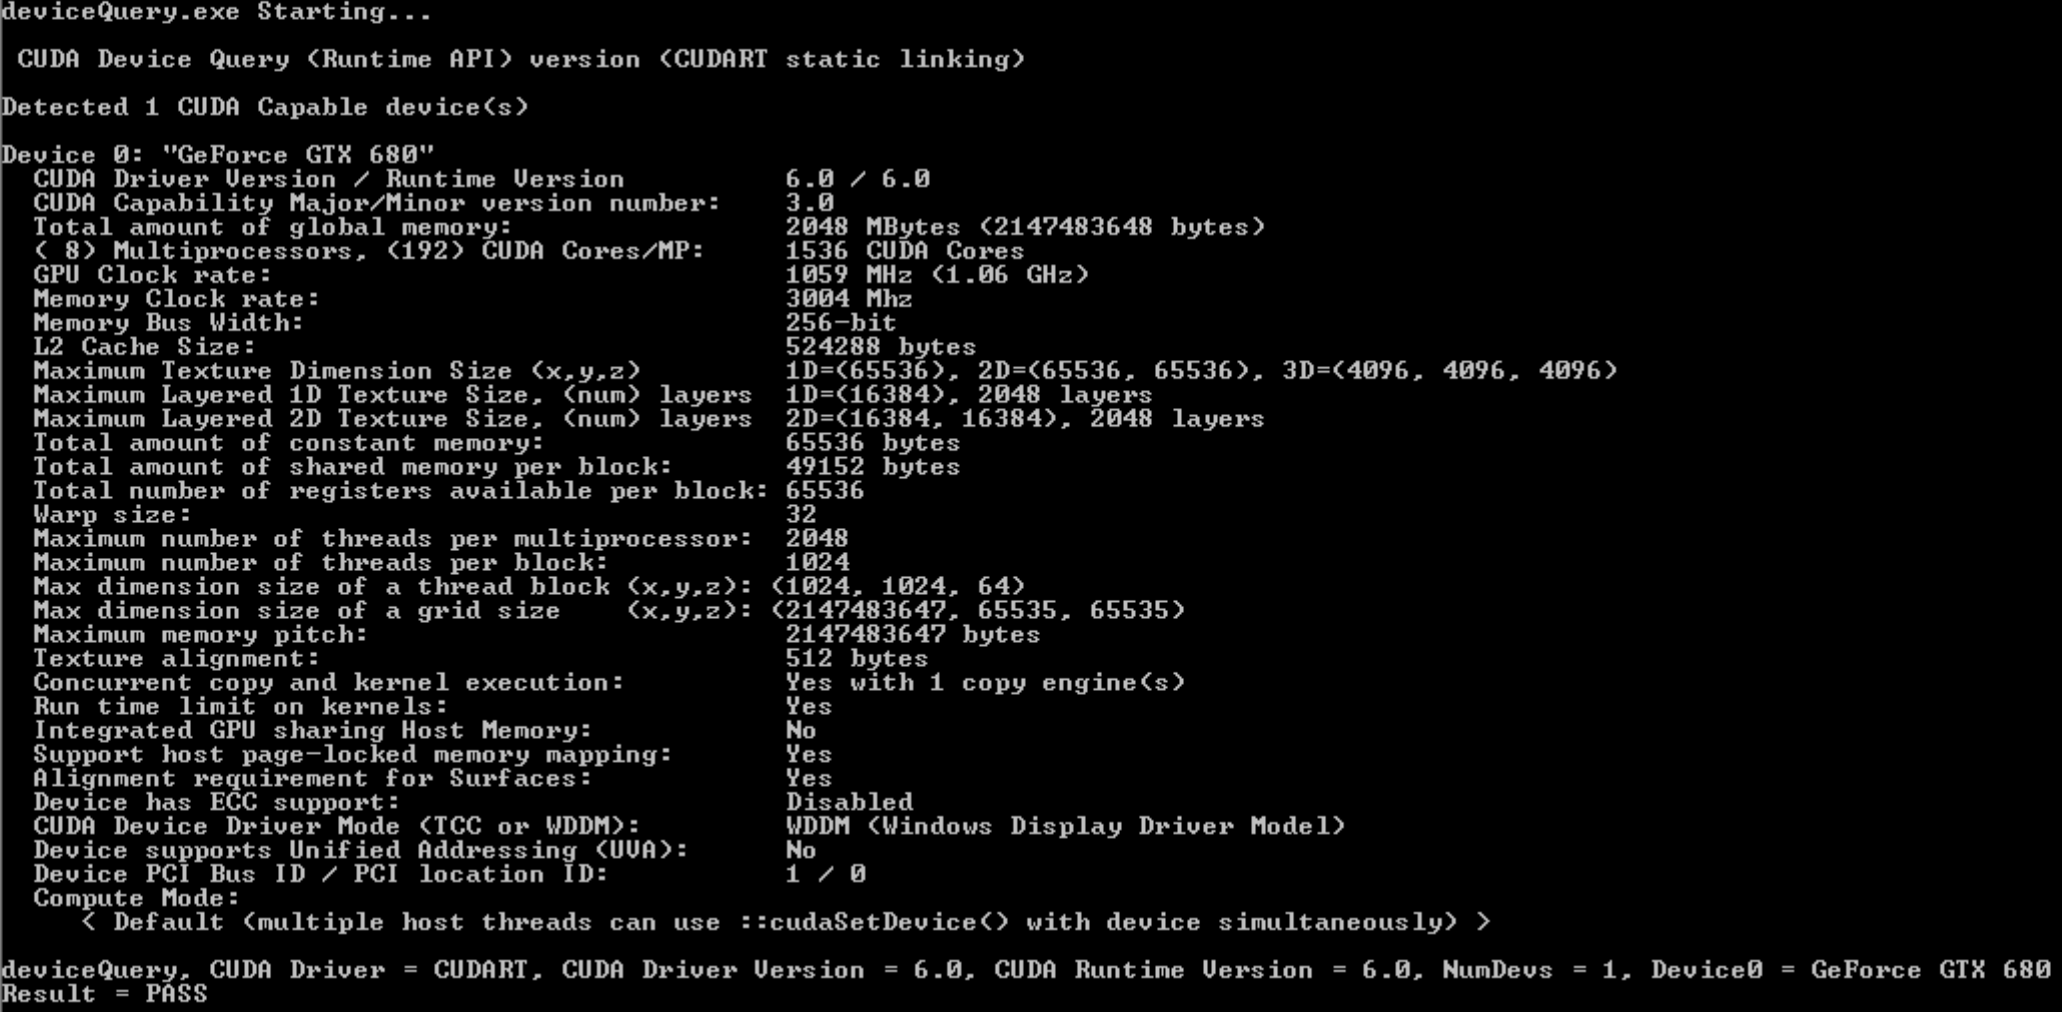 deviceQuery.exe Starting...
CUDA Device Query (Runtime API) version (CUDART static linking)
Detected 1 CUDA Capable device(s)
Device 0: "GeForce GTX 680"
CUDA Driver Version / Runtime Version 6.0 / 6.0
CUDA Capability Major/Minor version number: 3.0
Total amount of global memory: 2048 MBytes (2147483648 bytes)
( 8) Multiprocessors, (192) CUDA Cores/MP: 1536 CUDA Cores
GPU Clock rate: 1059 MHz (1.06 GHz)
Memory Clock rate: 3004 Mhz
Memory Bus Width: 256-bit
L2 Cache Size: 524288 bytes
Maximum Texture Dimension Size (x,y,z) 1D=(65536), 2D=(65536, 65536), 3D=(4096, 4096, 4096)
Maximum Layered 1D Texture Size, (num) layers 1D=(16384), 2048 layers
Maximum Layered 2D Texture Size, (num) layers 2D=(16384, 16384), 2048 layers
Total amount of constant memory: 65536 bytes
Total amount of shared memory per block: 49152 bytes
Total number of registers available per block: 65536
Warp size: 32
Maximum number of threads per multiprocessor: 2048
Maximum number of threads per block: 1024
Max dimension size of a thread block (x,y,z): (1024, 1024, 64)
Max dimension size of a grid size (x,y,z): (2147483647, 65535, 65535)
Maximum memory pitch: 2147483647 bytes
Texture alignment: 512 bytes
Concurrent copy and kernel execution: Yes with 1 copy engine(s)
Run time limit on kernels: Yes
Integrated GPU sharing Host Memory: No
Support host page-locked memory mapping: Yes
Alignment requirement for Surfaces: Yes
Device has ECC support: Disabled
CUDA Device Driver Mode (TCC or WDDM): WDDM (Windows Display Driver Model)
Device supports Unified Addressing (UVA): No
Device PCI Bus ID / PCI location ID: 1 / 0
Compute Mode:
< Default (multiple host threads can use ::cudaSetDevice() with device simultaneously) >
deviceQuery, CUDA Driver = CUDART, CUDA Driver Version = 6.0, CUDA Runtime Version = 6.0, NumDevs = 1, Device0 = GeForce GTX 680
Result = PASS